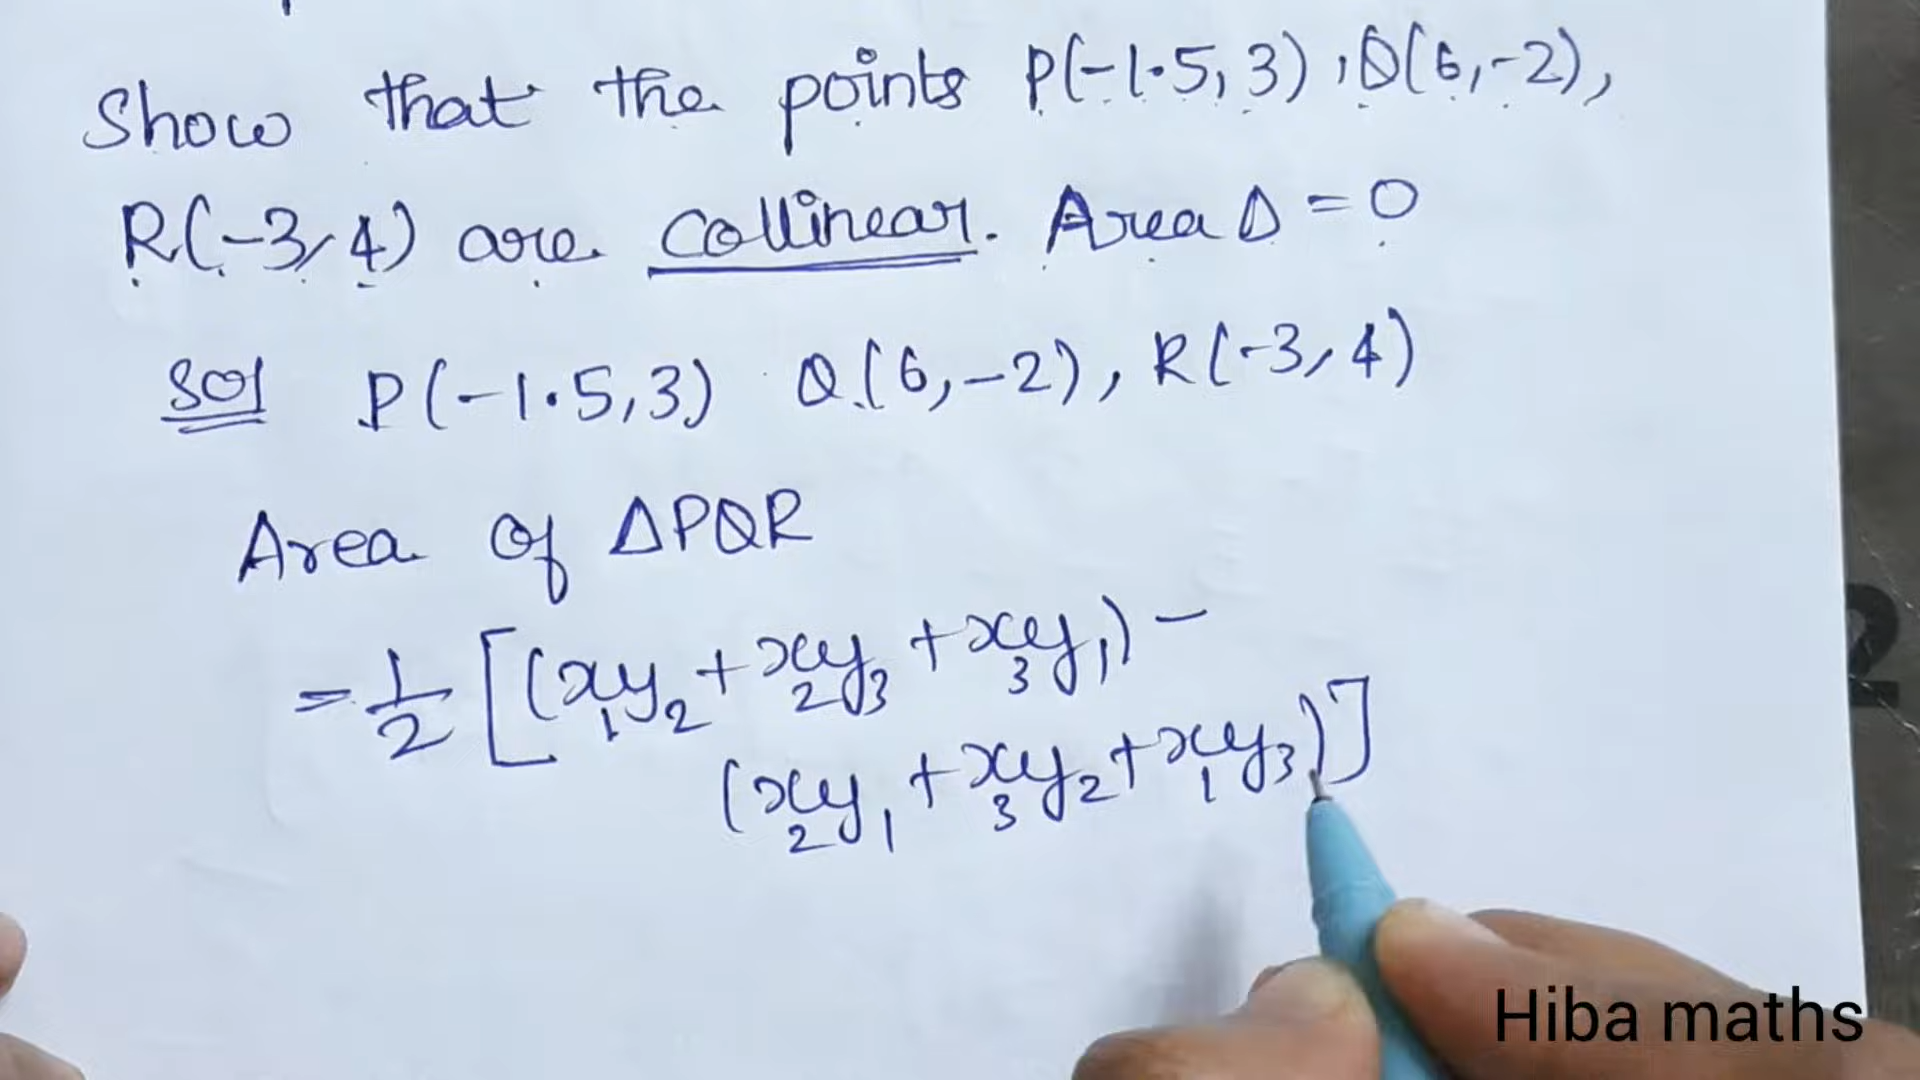 Show that the points P(-1.5, 3), Q(6, -2),
R(-3, 4) are collinear. Area Δ = 0
Sol P(-1.5, 3) Q(6, -2), R(-3, 4)
Area of ΔPQR
= 1/2 [(x₁y₂ + x₂y₃ + x₃y₁) -
(x₂y₁ + x₃y₂ + x₁y₃)]
2
Hiba maths